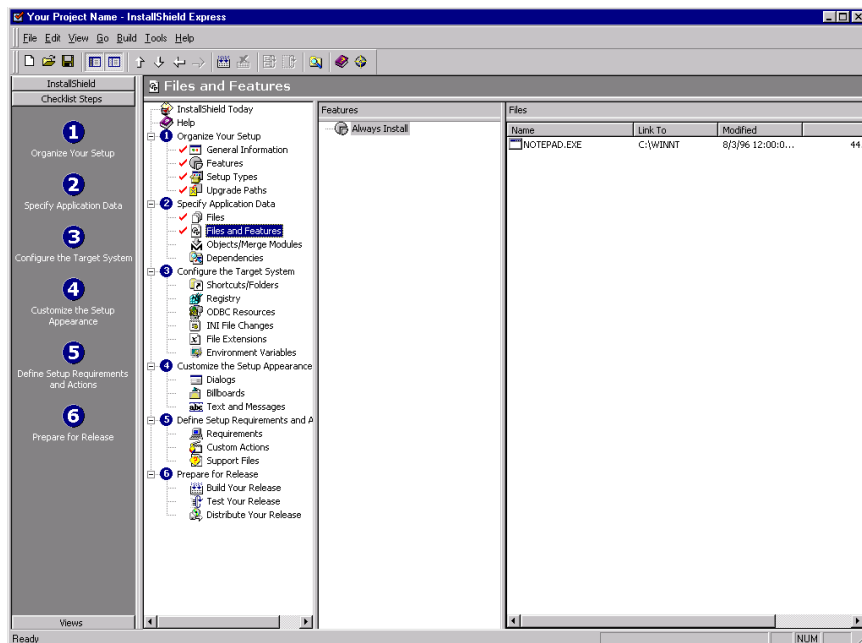 Your Project Name - InstallShield Express
File Edit View Go Build Tools Help
InstallShield
Checklist Steps
1
Organize Your Setup
2
Specify Application Data
3
Configure the Target System
4
Customize the Setup
Appearance
5
Define Setup Requirements
and Actions
6
Prepare for Release
Views
Files and Features
InstallShield Today
Help
1 Organize Your Setup
General Information
Features
Setup Types
Upgrade Paths
2 Specify Application Data
Files
Files and Features
Objects/Merge Modules
Dependencies
3 Configure the Target System
Shortcuts/Folders
Registry
ODBC Resources
INI File Changes
File Extensions
Environment Variables
4 Customize the Setup Appearance
Dialogs
Billboards
abc Text and Messages
5 Define Setup Requirements and A
Requirements
Custom Actions
Support Files
6 Prepare for Release
Build Your Release
Test Your Release
Distribute Your Release
Features
Always Install
Files
Name Link To Modified
NOTEPAD.EXE C:\WINNT 8/3/96 12:00:0... 44
Ready NUM